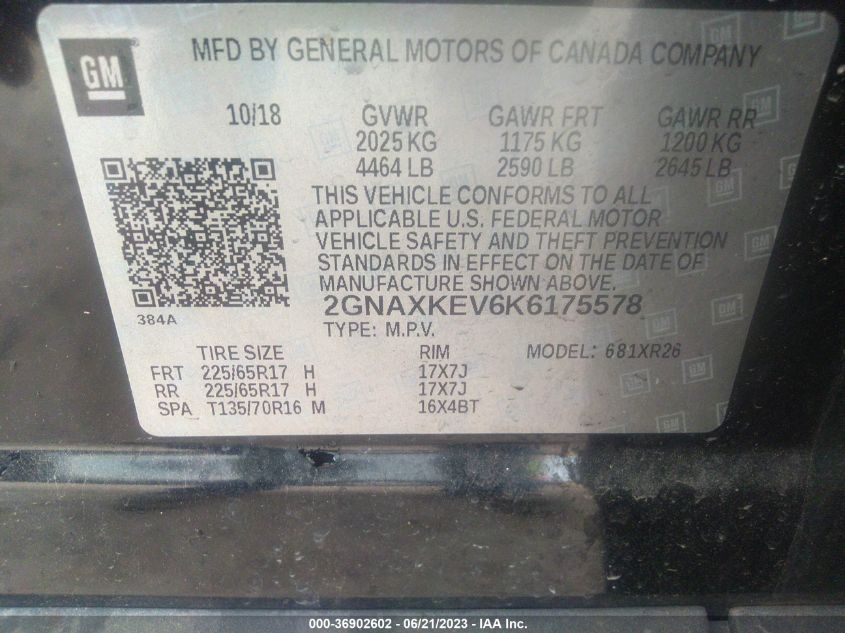 GM MFD BY GENERAL MOTORS OF CANADA COMPANY
10/18 GVWR GAWR FRT GAWR RR
2025 KG 1175 KG 1200 KG
4464 LB 2590 LB 2645 LB
THIS VEHICLE CONFORMS TO ALL
APPLICABLE U.S. FEDERAL MOTOR
VEHICLE SAFETY AND THEFT PREVENTION
STANDARDS IN EFFECT ON THE DATE OF
MANUFACTURE SHOWN ABOVE.
384A 2GNAXKEV6K6175578
TYPE: M.P.V.
TIRE SIZE RIM MODEL: 681XR26
FRT 225/65R17 H 17X7J
RR 225/65R17 H 17X7J
SPA T135/70R16 M 16X4BT
000-36902602 - 06/21/2023 - IAA Inc.